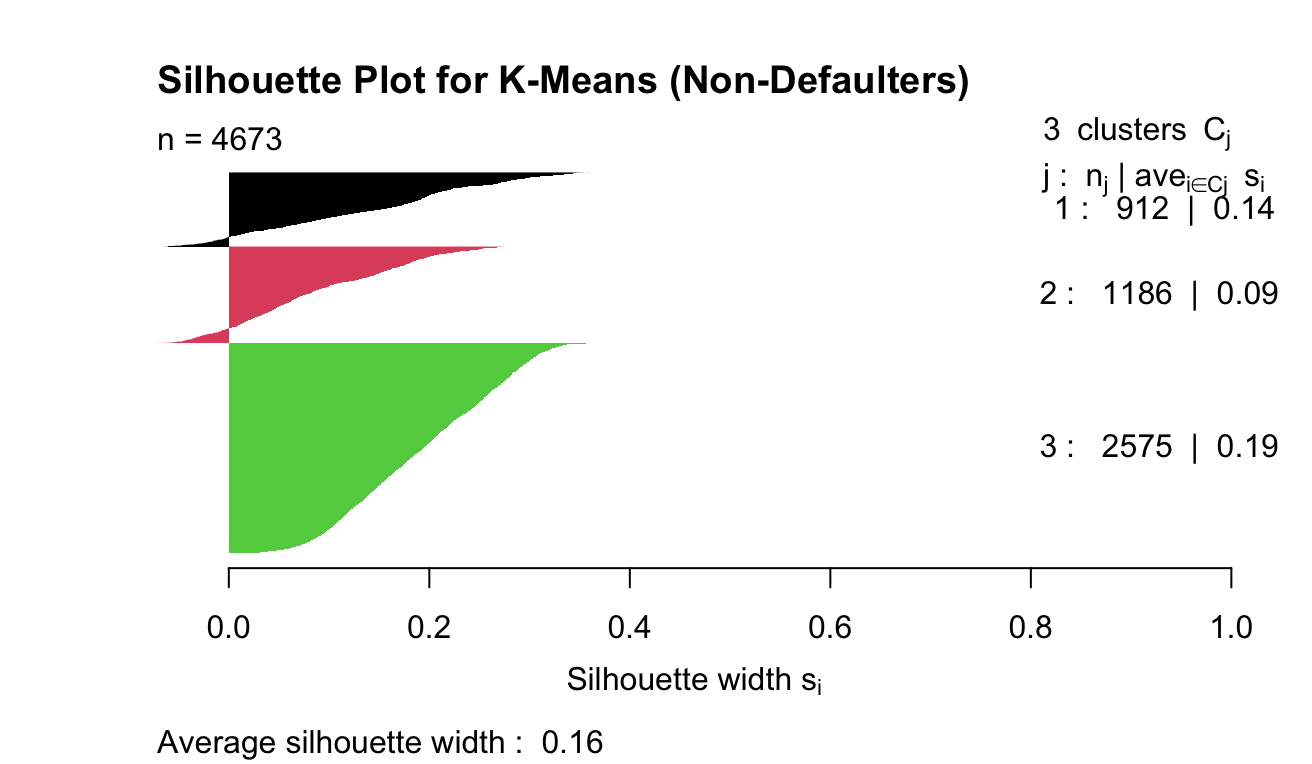 Silhouette Plot for K-Means (Non-Defaulters)
n = 4673
3 clusters Cj
j : nj | avei∈Cj si
1 : 912 | 0.14
2 : 1186 | 0.09
3 : 2575 | 0.19
0.0 0.2 0.4 0.6 0.8 1.0
Silhouette width si
Average silhouette width : 0.16